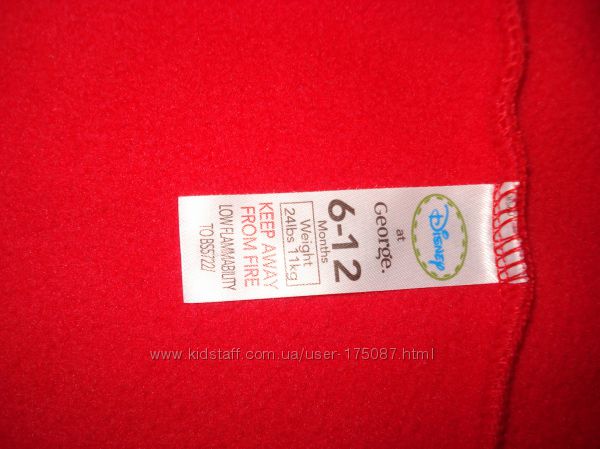 Disney
at
George.
6-12
Months
Weight
24lbs 11kg
KEEP AWAY
FROM FIRE
LOW FLAMMABILITY
TO BS5722
www.kidstaff.com.ua/user-175087.html